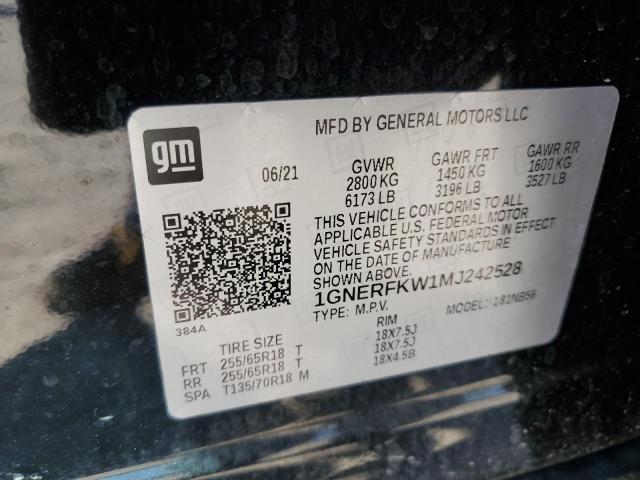 MFD BY GENERAL MOTORS LLC
gm
06/21
GVWR GAWR FRT GAWR RR
2800 KG 1450 KG 1600 KG
6173 LB 3196 LB 3527 LB
THIS VEHICLE CONFORMS TO ALL
APPLICABLE U.S. FEDERAL MOTOR
VEHICLE SAFETY STANDARDS IN EFFECT
ON THE DATE OF MANUFACTURE
SHOWN ABOVE.
1GNERFKW1MJ242528
TYPE: M.P.V. MODEL: 181NB56
384A
TIRE SIZE RIM
FRT 255/65R18 T 18X7.5J
RR 255/65R18 T 18X7.5J
SPA T135/70R18 M 18X4.5B